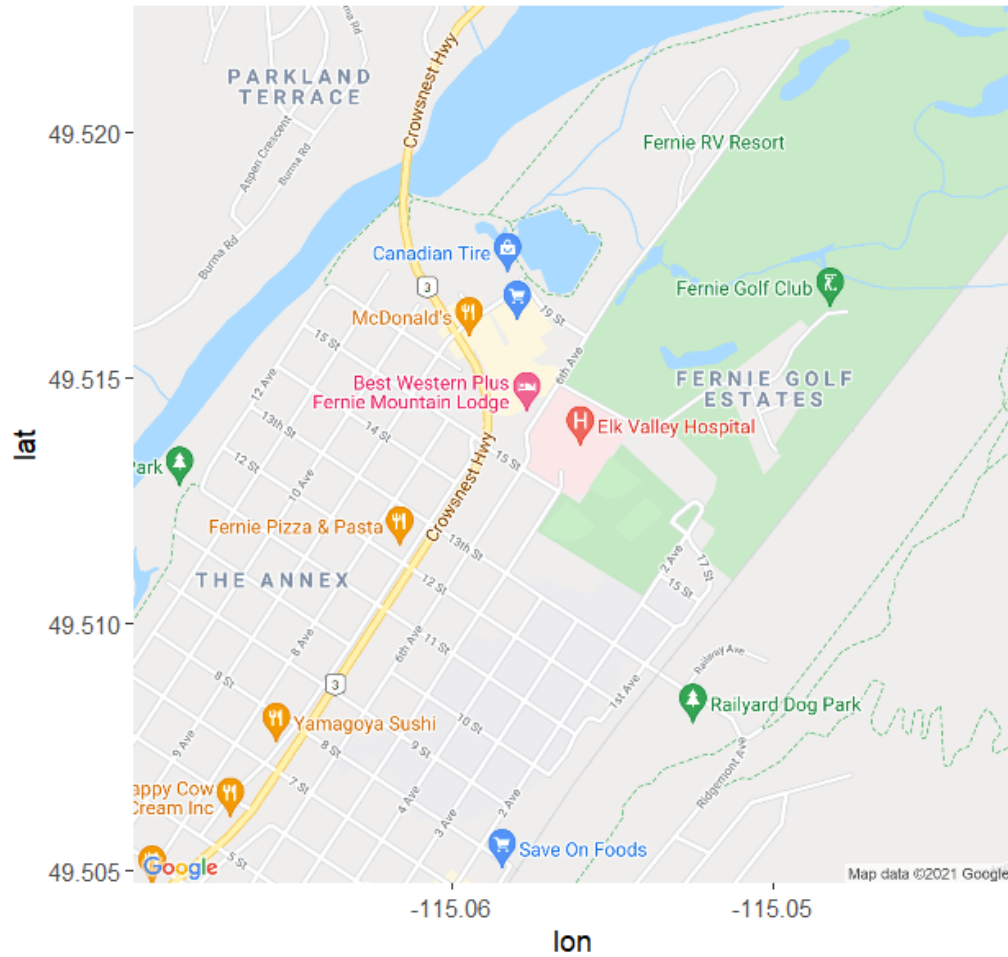 Crowsnest Hwy
Burma Rd
PARKLAND
TERRACE
49.520
Fernie RV Resort
Aspen Crescent
Burma Rd
Burma Rd
Canadian Tire
3
Fernie Golf Club
McDonald's
19 St
15 St
6th Ave
49.515
Best Western Plus
Fernie Mountain Lodge
FERNIE GOLF
ESTATES
12 Ave
13th St
14 St
H
Elk Valley Hospital
lat
Park
12 St
10 Ave
15 St
Crowsnest Hwy
Fernie Pizza & Pasta
13th St
2 Ave
17 St
THE ANNEX
12 St
15 St
49.510
8 Ave
6th Ave
11 St
Railway Ave
8 St
3
1st Ave
Railyard Dog Park
Yamagoya Sushi
10 St
9 Ave
8 St
9 St
Ridgemont Ave
7 St
appy Cow
Cream Inc
4 Ave
3 Ave
2 Ave
Save On Foods
5 St
49.505
Google
Map data ©2021 Google
-115.06
-115.05
lon